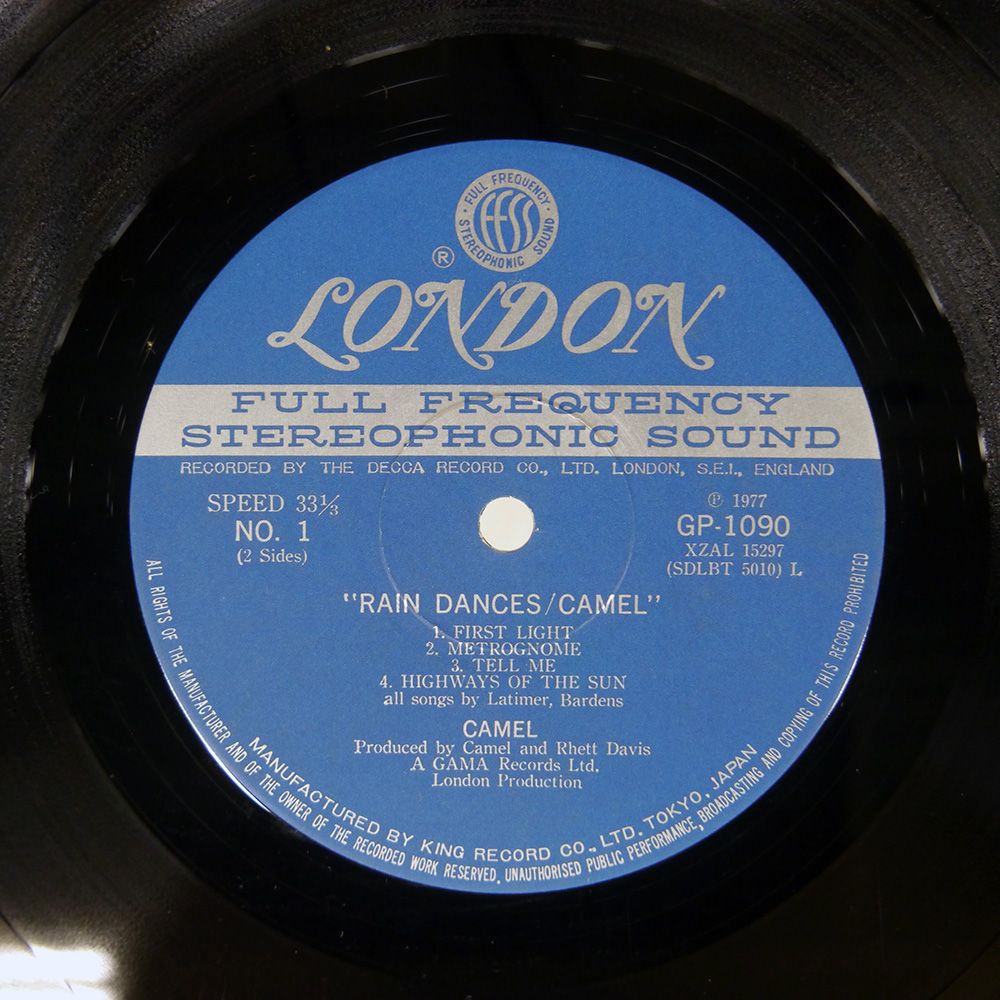 FULL FREQUENCY
FFSS
STEREOPHONIC SOUND
®
LONDON
FULL FREQUENCY
STEREOPHONIC SOUND
RECORDED BY THE DECCA RECORD CO., LTD. LONDON, S.E.I., ENGLAND
SPEED 33⅓
NO. 1
(2 Sides)
℗ 1977
GP-1090
XZAL 15297
(SDLBT 5010) L
"RAIN DANCES/CAMEL"
1. FIRST LIGHT
2. METROGNOME
3. TELL ME
4. HIGHWAYS OF THE SUN
all songs by Latimer, Bardens
CAMEL
Produced by Camel and Rhett Davis
A GAMA Records Ltd.
London Production
MANUFACTURED BY KING RECORD CO., LTD. TOKYO, JAPAN
ALL RIGHTS OF THE MANUFACTURER AND OF THE OWNER OF THE RECORDED WORK RESERVED, UNAUTHORISED PUBLIC PERFORMANCE, BROADCASTING AND COPYING OF THIS RECORD PROHIBITED